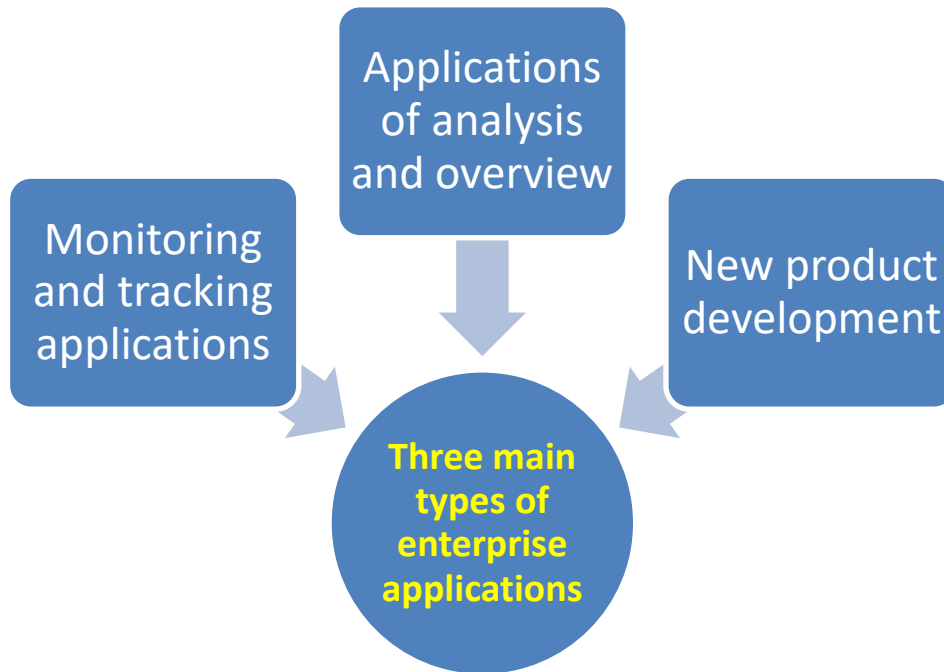 Applications
of analysis
and overview
Monitoring
and tracking
applications
New product
development
Three main
types of
enterprise
applications